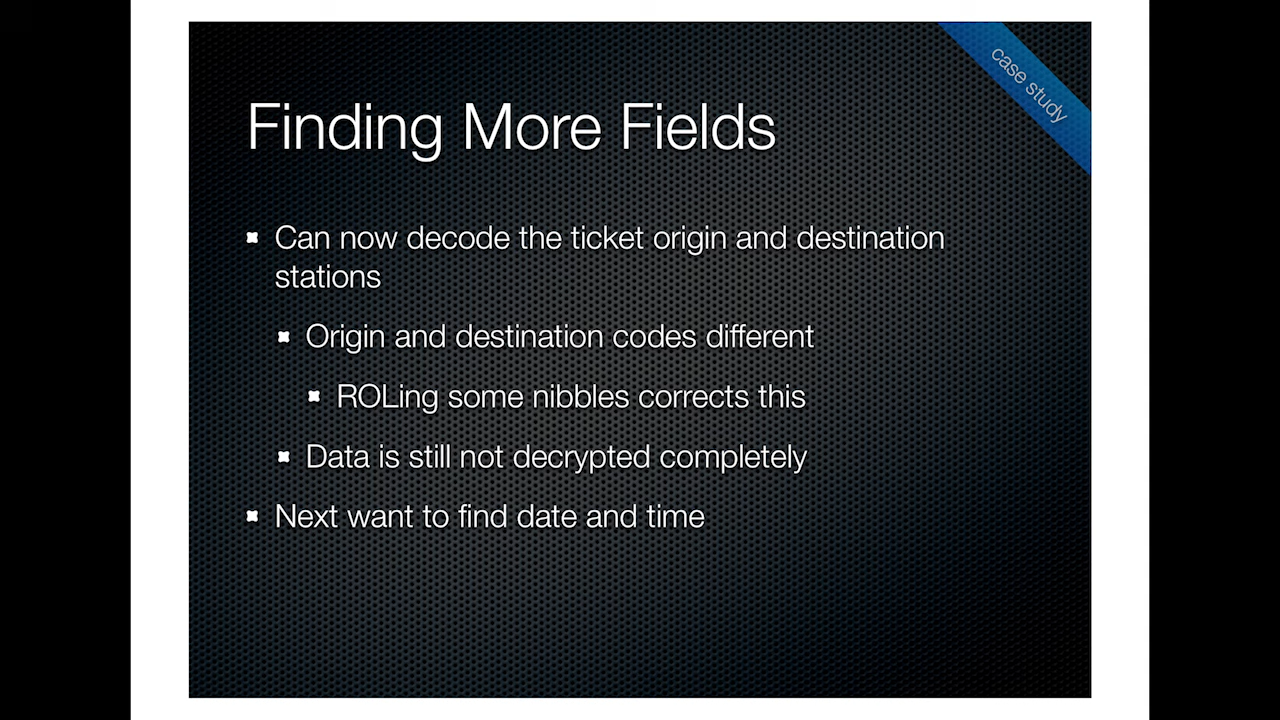 case study
Finding More Fields
Can now decode the ticket origin and destination
stations
Origin and destination codes different
ROLing some nibbles corrects this
Data is still not decrypted completely
Next want to find date and time